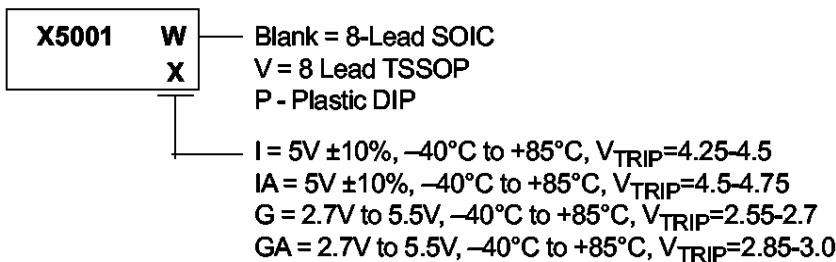 X5001 W
X
Blank = 8-Lead SOIC
V = 8 Lead TSSOP
P - Plastic DIP
I = 5V ±10%, –40°C to +85°C, VTRIP=4.25-4.5
IA = 5V ±10%, –40°C to +85°C, VTRIP=4.5-4.75
G = 2.7V to 5.5V, –40°C to +85°C, VTRIP=2.55-2.7
GA = 2.7V to 5.5V, –40°C to +85°C, VTRIP=2.85-3.0